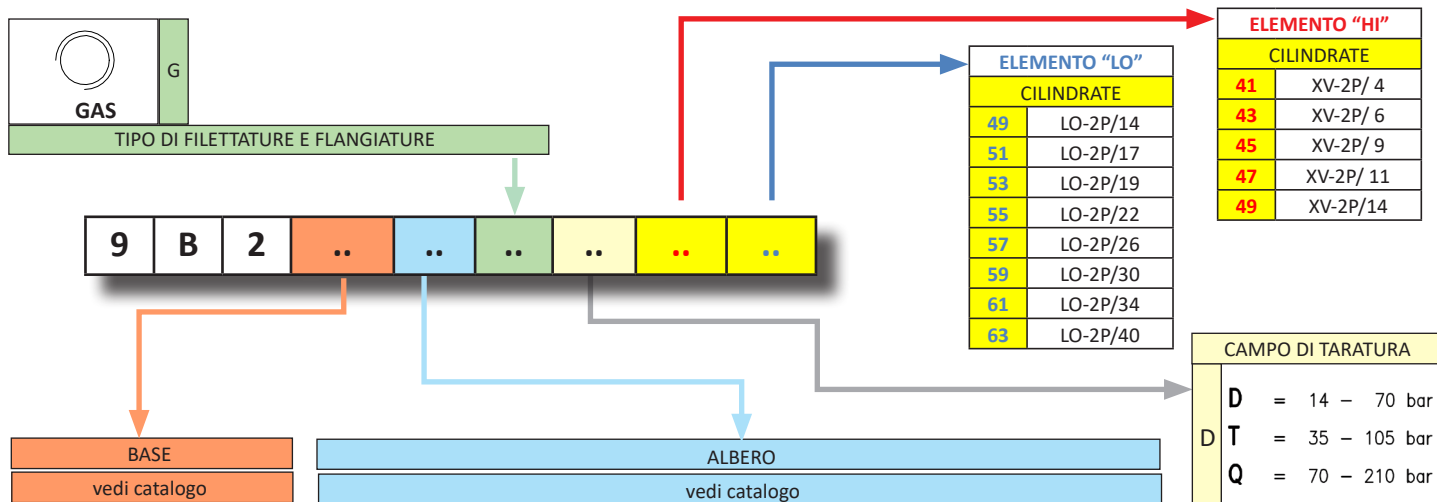 G
GAS
TIPO DI FILETTATURE E FLANGIATURE
ELEMENTO “HI”
CILINDRATE
41 XV-2P/ 4
43 XV-2P/ 6
45 XV-2P/ 9
47 XV-2P/ 11
49 XV-2P/14
ELEMENTO “LO”
CILINDRATE
49 LO-2P/14
51 LO-2P/17
53 LO-2P/19
55 LO-2P/22
57 LO-2P/26
59 LO-2P/30
61 LO-2P/34
63 LO-2P/40
9 B 2 .. .. .. .. .. ..
CAMPO DI TARATURA
D
D = 14 – 70 bar
T = 35 – 105 bar
Q = 70 – 210 bar
BASE
vedi catalogo
ALBERO
vedi catalogo